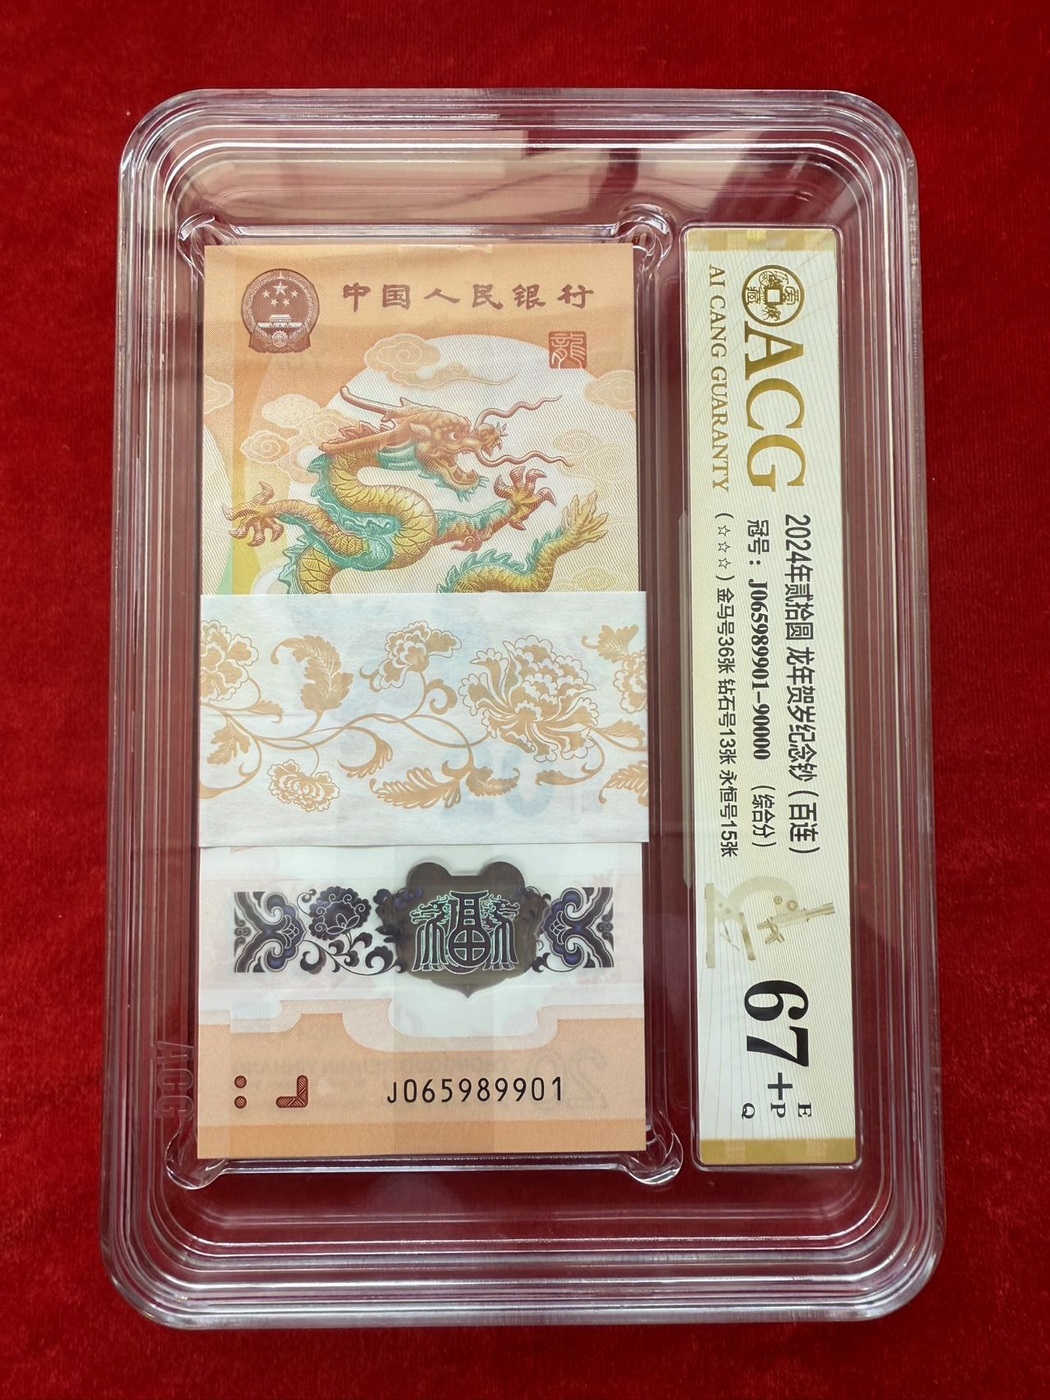 中国人民银行
龍
福
J065989901
ACG
AI CANG GUARANTY
2024年贰拾圆 龙年贺岁纪念钞（百连）
冠号：J065989901-90000 （综合分）
（☆☆☆）金马号36张 钻石号13张 永恒号15张
67+
E
P
Q
ACG